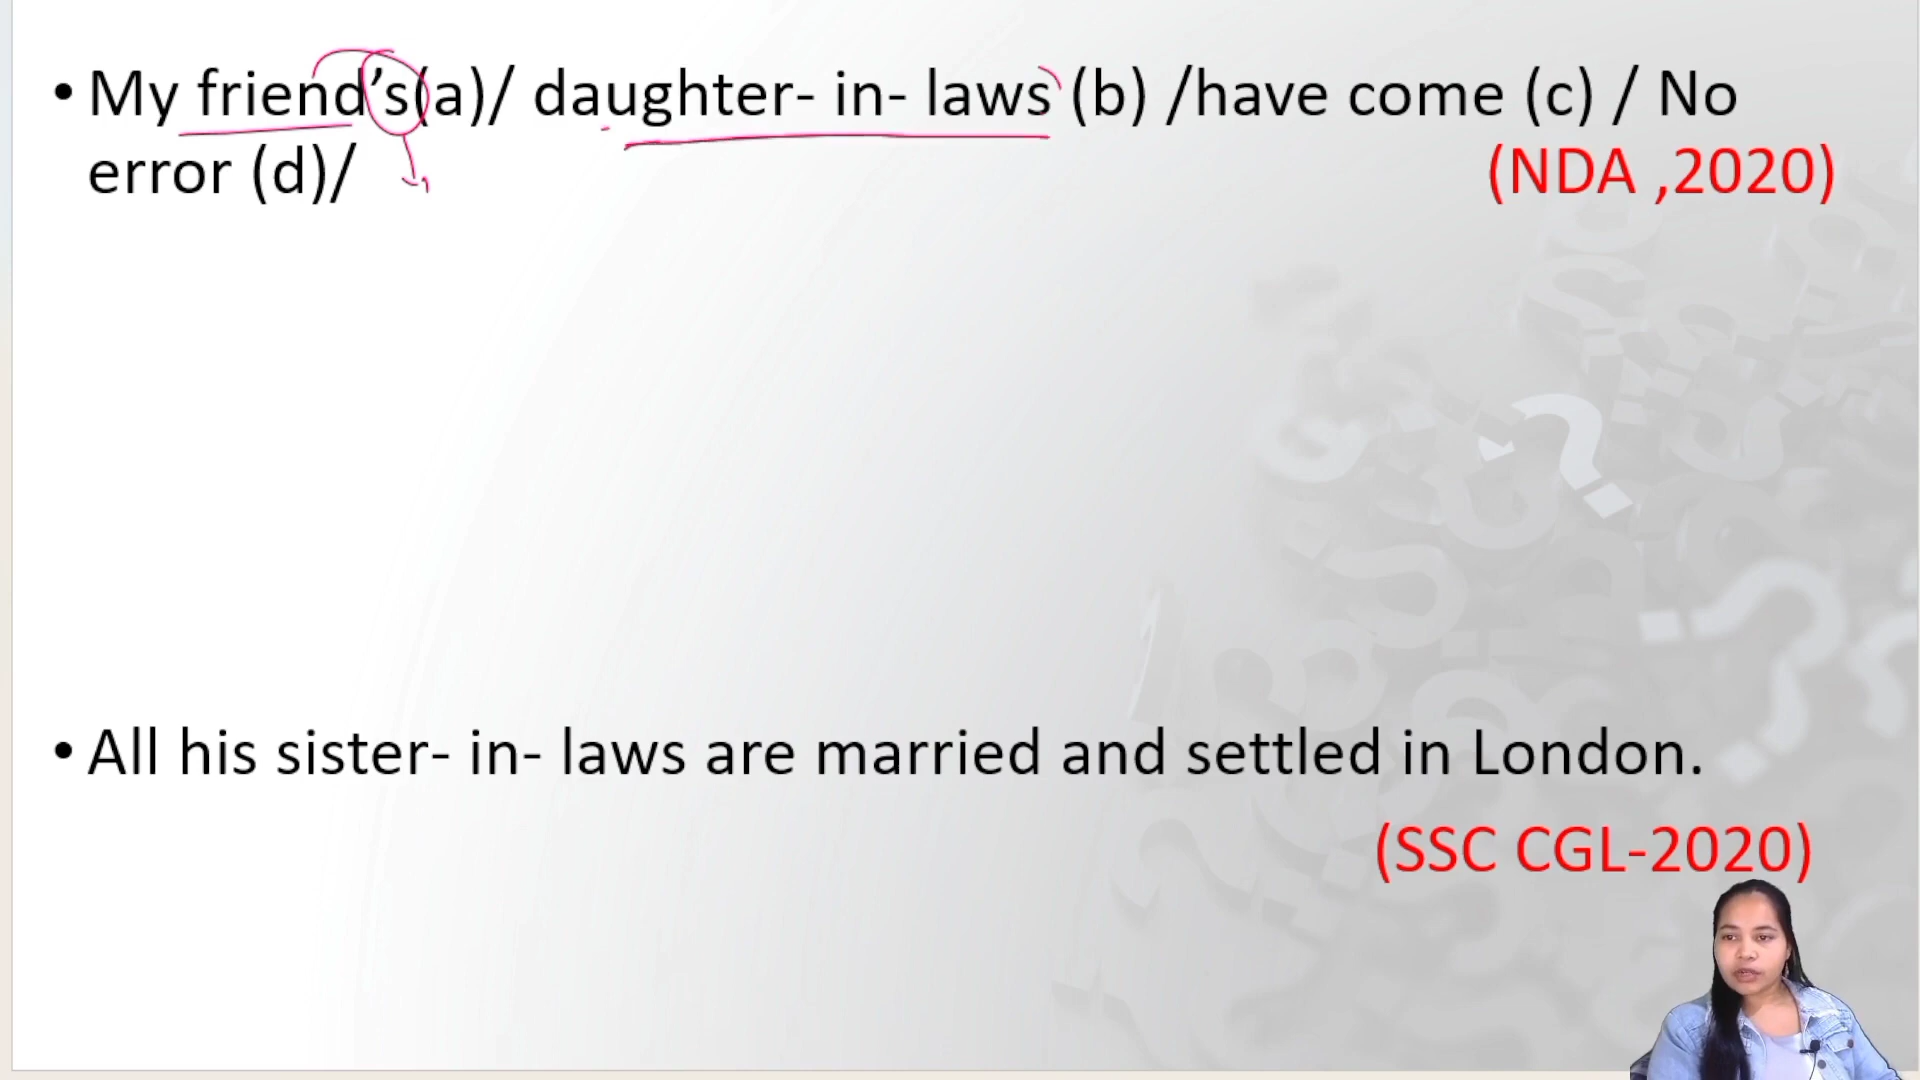 • My friend's(a)/ daughter- in- laws (b) /have come (c) / No
error (d)/ (NDA ,2020)
• All his sister- in- laws are married and settled in London.
(SSC CGL-2020)